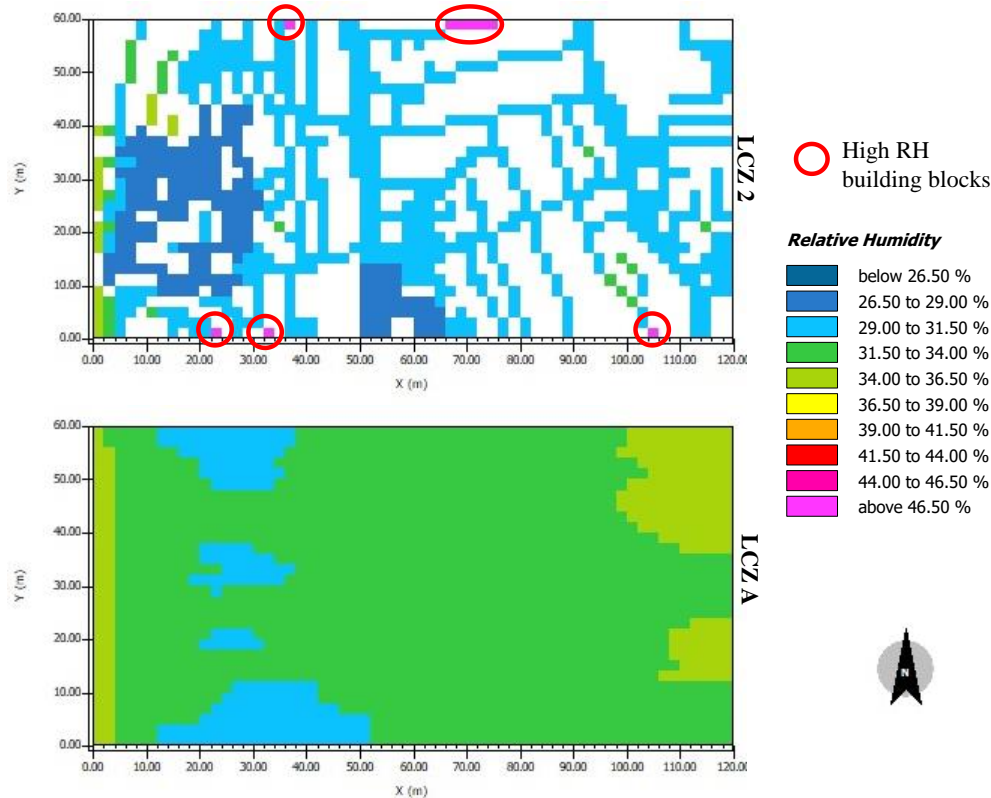 60.00
50.00
40.00
30.00
20.00
10.00
0.00
Y (m)
0.00 10.00 20.00 30.00 40.00 50.00 60.00 70.00 80.00 90.00 100.00 110.00 120.0(
X (m)
LCZ 2
High RH
building blocks
Relative Humidity
below 26.50 %
26.50 to 29.00 %
29.00 to 31.50 %
31.50 to 34.00 %
34.00 to 36.50 %
36.50 to 39.00 %
39.00 to 41.50 %
41.50 to 44.00 %
44.00 to 46.50 %
above 46.50 %
60.00
50.00
40.00
30.00
20.00
10.00
0.00
Y (m)
0.00 10.00 20.00 30.00 40.00 50.00 60.00 70.00 80.00 90.00 100.00 110.00 120.0(
X (m)
LCZ A
N